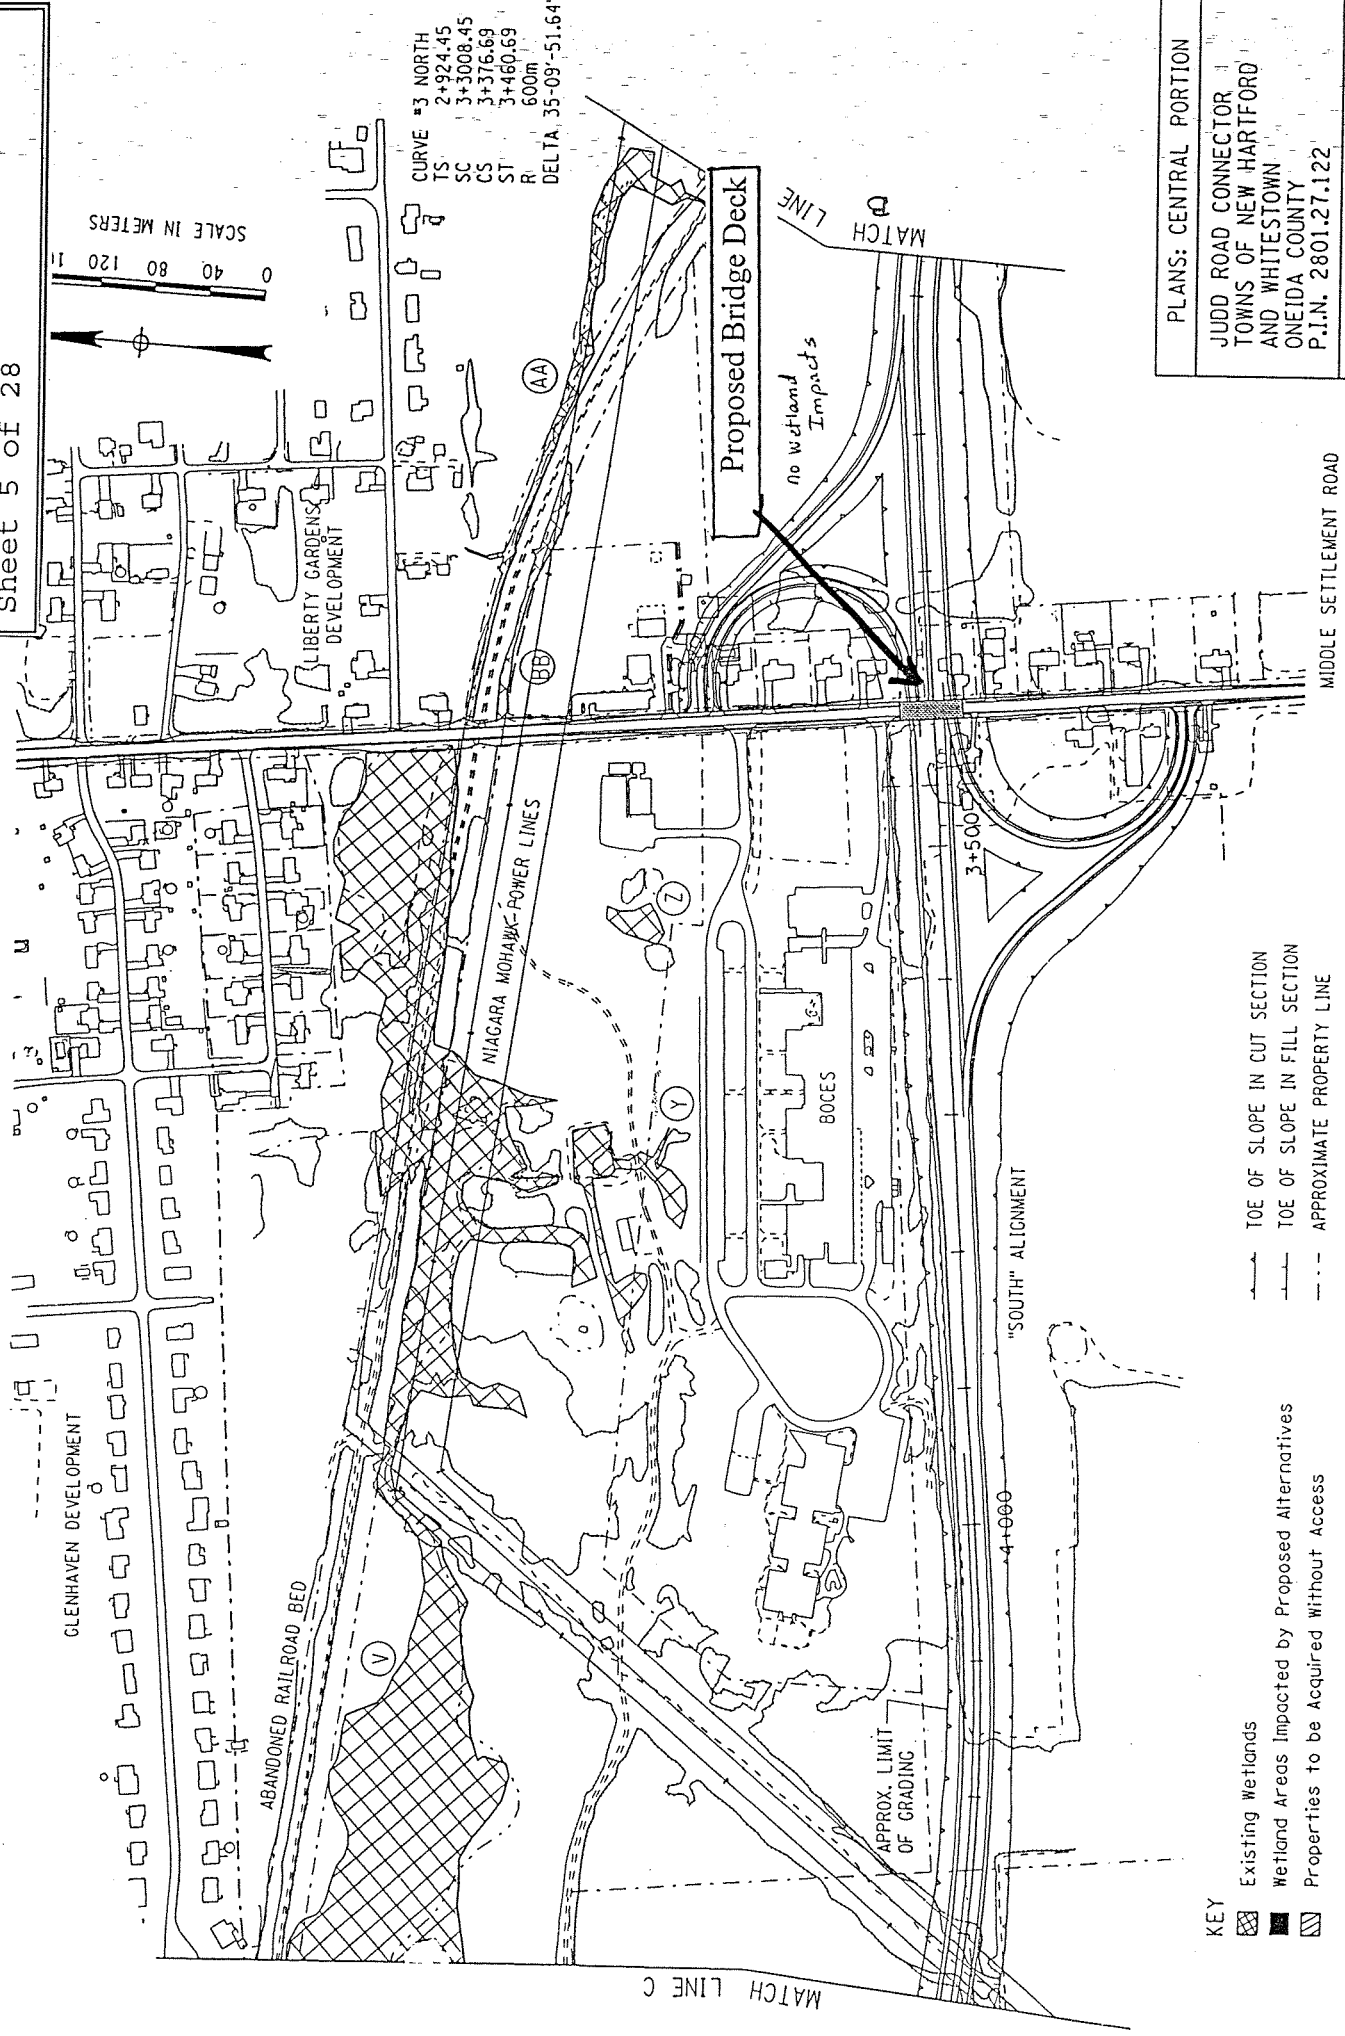 Sheet 5 of 28
CURVE #3 NORTH
TS 2+924.45
SC 3+3008.45
CS 3+376.69
ST 3+460.69
R 600m
DELTA 35-09'-51.64"
SCALE IN METERS
0 40 80 120
GLENHAVEN DEVELOPMENT
LIBERTY GARDENS
DEVELOPMENT
ABANDONED RAILROAD BED
NIAGARA MOHAWK-POWER LINES
V
Y
Z
BB
AA
BOCES
Proposed Bridge Deck
no wetland
Impacts
MATCH LINE D
MATCH LINE C
3+500
4+000
"SOUTH" ALIGNMENT
APPROX. LIMIT
OF GRADING
MIDDLE SETTLEMENT ROAD
KEY
Existing Wetlands
Wetland Areas Impacted by Proposed Alternatives
Properties to be Acquired Without Access
TOE OF SLOPE IN CUT SECTION
TOE OF SLOPE IN FILL SECTION
APPROXIMATE PROPERTY LINE
PLANS: CENTRAL PORTION
JUDD ROAD CONNECTOR
TOWNS OF NEW HARTFORD
AND WHITESTOWN
ONEIDA COUNTY
P.I.N. 2801.27.122